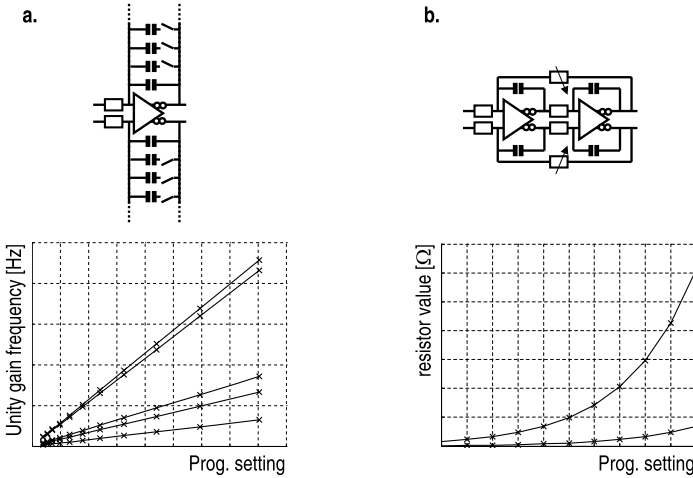 a.
b.
Unity gain frequency [Hz]
Prog. setting
resistor value [Ω]
Prog. setting